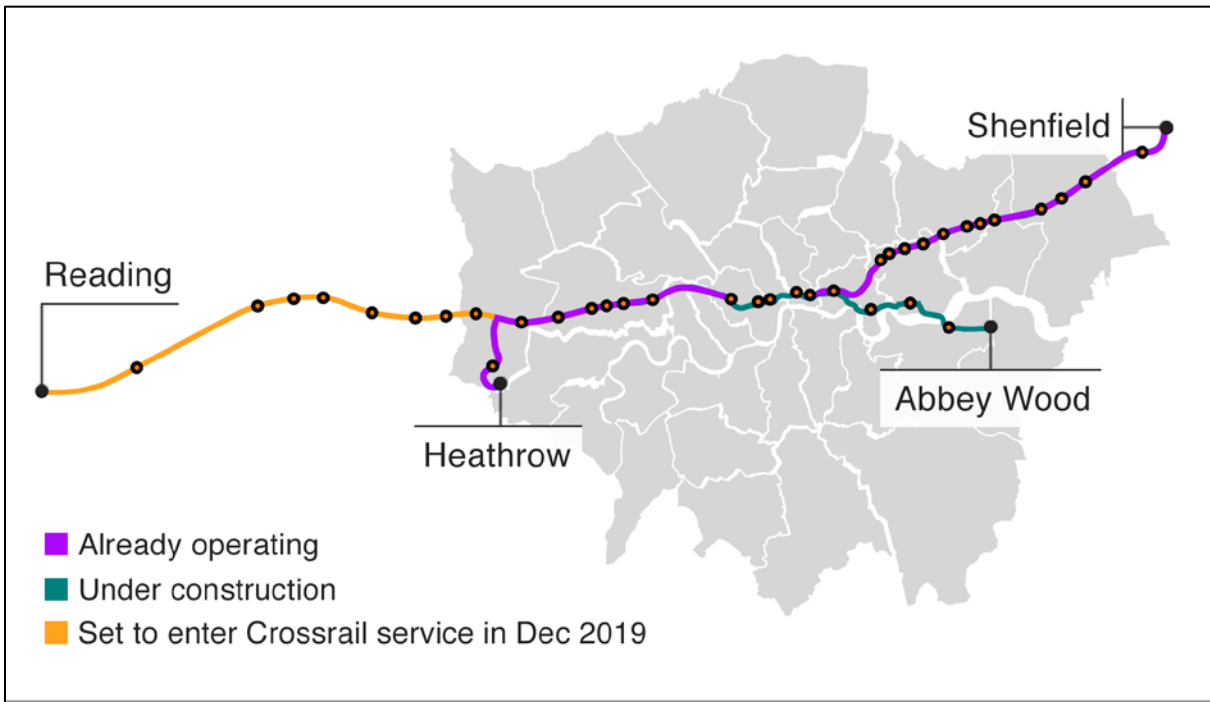 Shenfield
Reading
Abbey Wood
Heathrow
Already operating
Under construction
Set to enter Crossrail service in Dec 2019